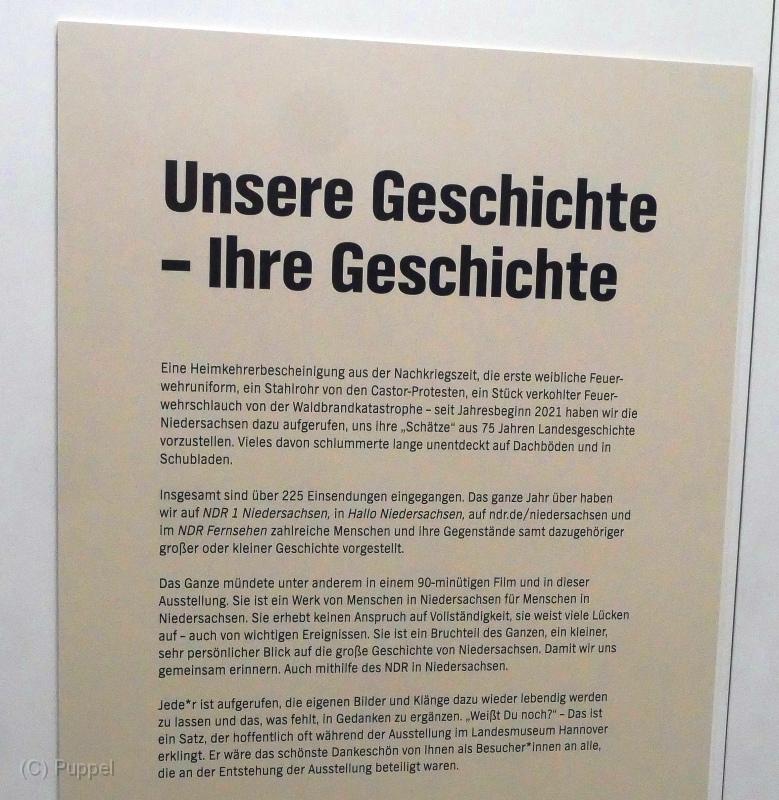 Unsere Geschichte
– Ihre Geschichte
Eine Heimkehrerbescheinigung aus der Nachkriegszeit, die erste weibliche Feuer-
wehruniform, ein Stahlrohr von den Castor-Protesten, ein Stück verkohlter Feuer-
wehrschlauch von der Waldbrandkatastrophe – seit Jahresbeginn 2021 haben wir die
Niedersachsen dazu aufgerufen, uns ihre „Schätze“ aus 75 Jahren Landesgeschichte
vorzustellen. Vieles davon schlummerte lange unentdeckt auf Dachböden und in
Schubladen.
Insgesamt sind über 225 Einsendungen eingegangen. Das ganze Jahr über haben
wir auf NDR 1 Niedersachsen, in Hallo Niedersachsen, auf ndr.de/niedersachsen und
im NDR Fernsehen zahlreiche Menschen und ihre Gegenstände samt dazugehöriger
großer oder kleiner Geschichte vorgestellt.
Das Ganze mündete unter anderem in einem 90-minütigen Film und in dieser
Ausstellung. Sie ist ein Werk von Menschen in Niedersachsen für Menschen in
Niedersachsen. Sie erhebt keinen Anspruch auf Vollständigkeit, sie weist viele Lücken
auf – auch von wichtigen Ereignissen. Sie ist ein Bruchteil des Ganzen, ein kleiner,
sehr persönlicher Blick auf die große Geschichte von Niedersachsen. Damit wir uns
gemeinsam erinnern. Auch mithilfe des NDR in Niedersachsen.
Jede*r ist aufgerufen, die eigenen Bilder und Klänge dazu wieder lebendig werden
zu lassen und das, was fehlt, in Gedanken zu ergänzen. „Weißt Du noch?“ – Das ist
ein Satz, der hoffentlich oft während der Ausstellung im Landesmuseum Hannover
erklingt. Er wäre das schönste Dankeschön von Ihnen als Besucher*innen an alle,
die an der Entstehung der Ausstellung beteiligt waren.
(C) Puppel